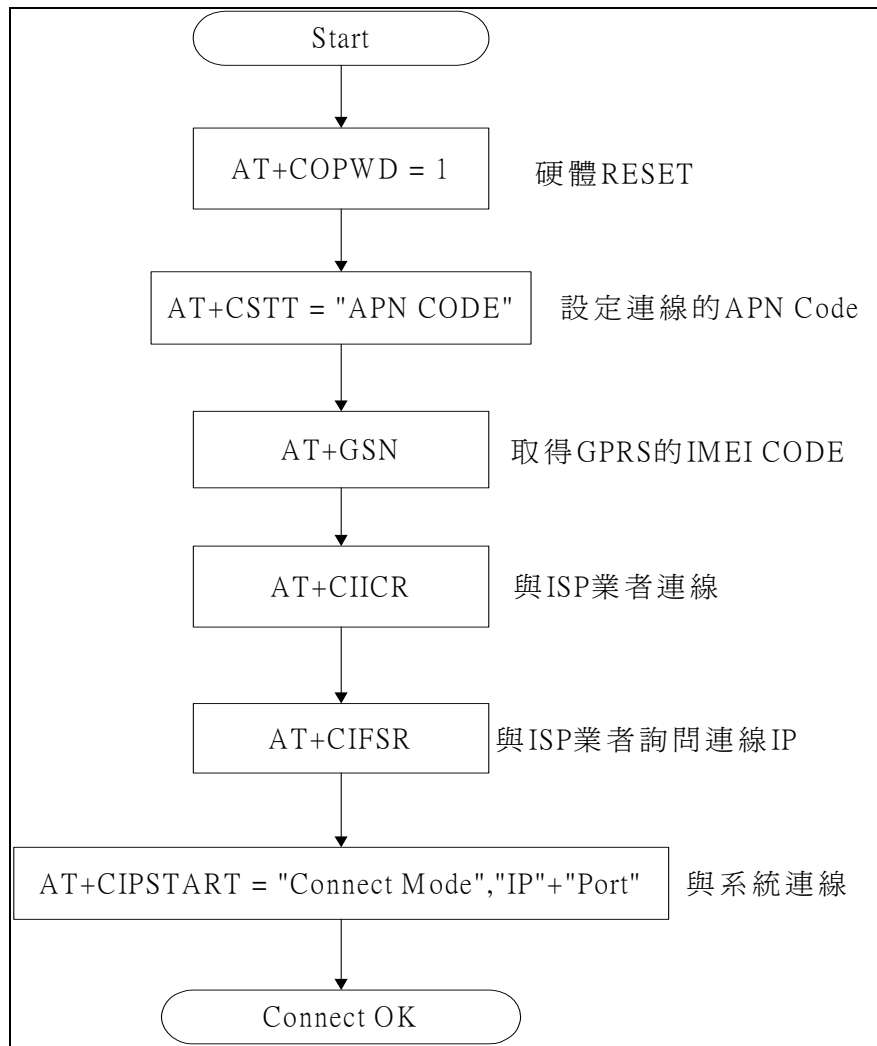 Start
AT+COPWD = 1
硬體RESET
AT+CSTT = "APN CODE"
設定連線的APN Code
AT+GSN
取得GPRS的IMEI CODE
AT+CIICR
與ISP業者連線
AT+CIFSR
與ISP業者詢問連線IP
AT+CIPSTART = "Connect Mode","IP"+"Port"
與系統連線
Connect OK